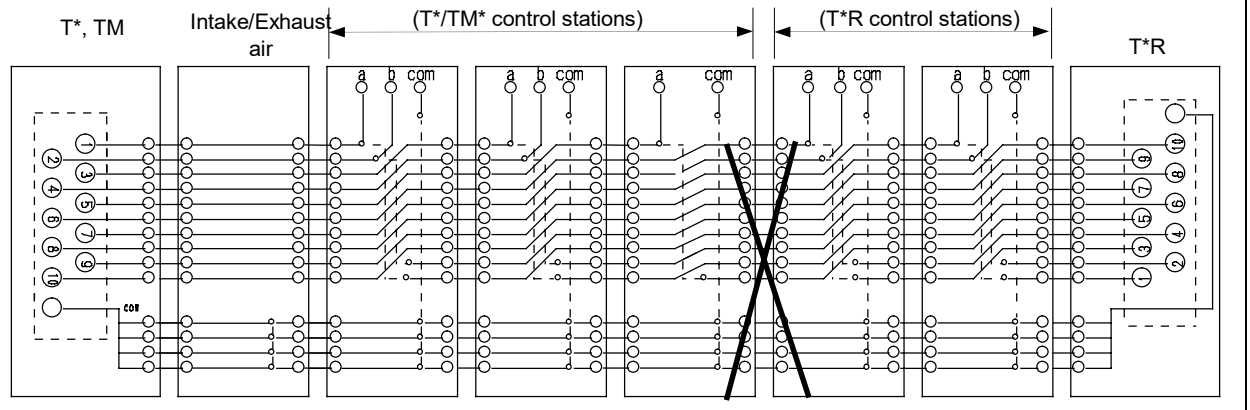 T*, TM
Intake/Exhaust
air
(T*/TM* control stations)
(T*R control stations)
T*R
a b com
a b com
a com
a b com
a b com
1
2
3
4
5
6
7
8
9
10
com
10
9
8
7
6
5
4
3
2
1